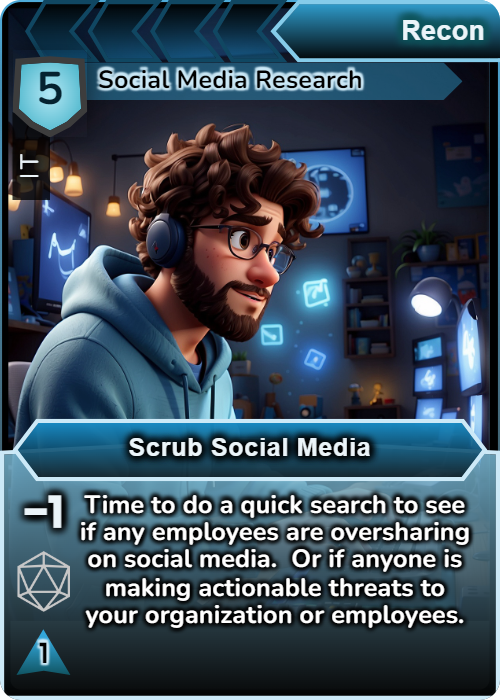 Recon
5
Social Media Research
IT
Scrub Social Media
-1
Time to do a quick search to see
if any employees are oversharing
on social media.  Or if anyone is
making actionable threats to
your organization or employees.
1